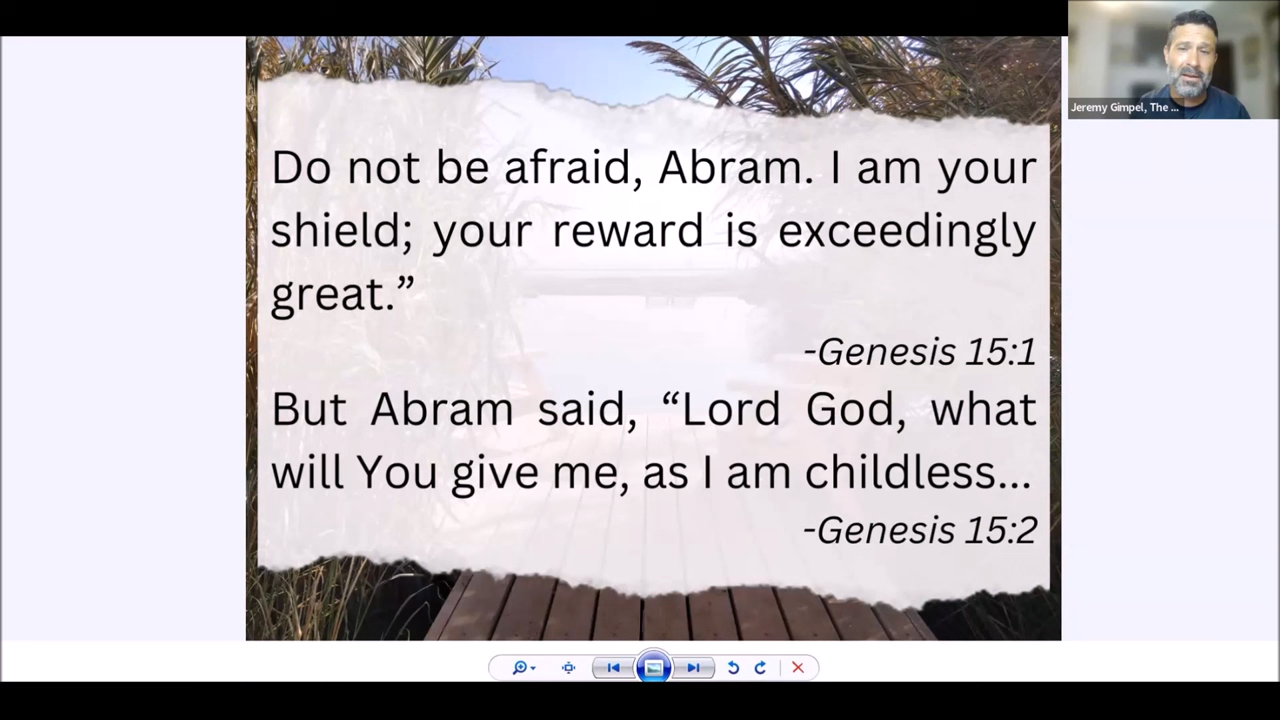 Jeremy Gimpel, The ...
Do not be afraid, Abram. I am your
shield; your reward is exceedingly
great.”
-Genesis 15:1
But Abram said, “Lord God, what
will You give me, as I am childless...
-Genesis 15:2